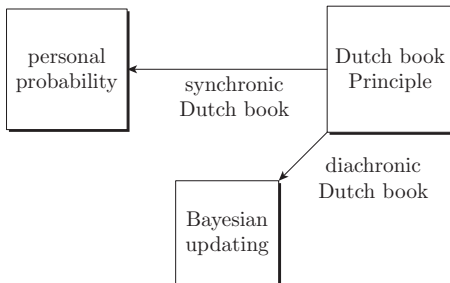 personal
probability
Dutch book
Principle
synchronic
Dutch book
diachronic
Dutch book
Bayesian
updating